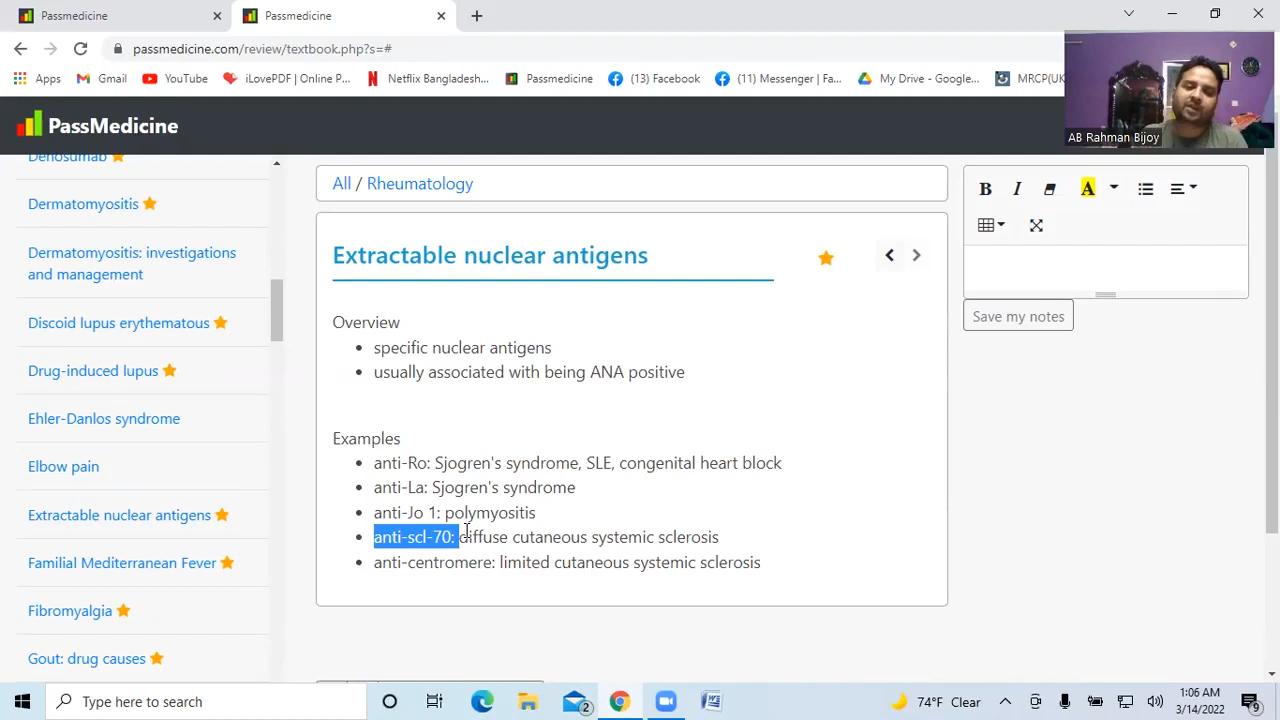 Passmedicine
Passmedicine
passmedicine.com/review/textbook.php?s=#
Apps
Gmail
YouTube
iLovePDF | Online P...
Netflix Bangladesh...
Passmedicine
(13) Facebook
(11) Messenger | Fa...
My Drive - Google...
MRCP(UK
AB Rahman Bijoy
PassMedicine
Denosumab
Dermatomyositis
Dermatomyositis: investigations
and management
Discoid lupus erythematous
Drug-induced lupus
Ehler-Danlos syndrome
Elbow pain
Extractable nuclear antigens
Familial Mediterranean Fever
Fibromyalgia
Gout: drug causes
All / Rheumatology
Extractable nuclear antigens
Overview
• specific nuclear antigens
• usually associated with being ANA positive
Examples
• anti-Ro: Sjogren's syndrome, SLE, congenital heart block
• anti-La: Sjogren's syndrome
• anti-Jo 1: polymyositis
• anti-scl-70: diffuse cutaneous systemic sclerosis
• anti-centromere: limited cutaneous systemic sclerosis
B I A
Save my notes
Type here to search
2
74°F Clear
1:06 AM
3/14/2022
9